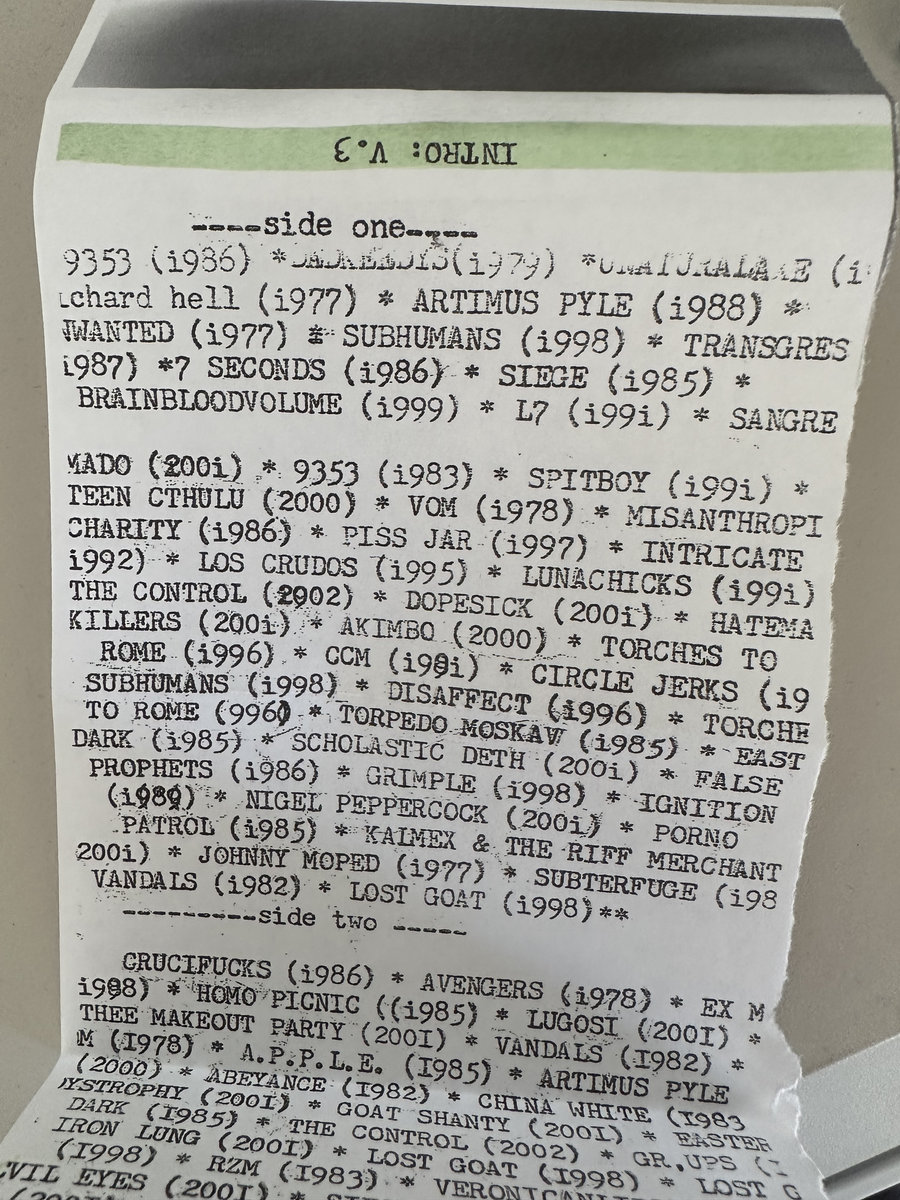 INTRO: V.3
----side one-----
9353 (i986) * (i979) *
chard hell (i977) * ARTIMUS PYLE (i988) *
WANTED (i977) * SUBHUMANS (i998) * TRANSGRES
i987) *7 SECONDS (i986) * SIEGE (i985) *
BRAINBLOODVOLUME (i999) * L7 (i99i) * SANGRE
MADO (200i) * 9353 (i983) * SPITBOY (i99i) *
TEEN CTHULU (2000) * VOM (i978) * MISANTHROPI
CHARITY (i986) * PISS JAR (i997) * INTRICATE
i992) * LOS CRUDOS (i995) * LUNACHICKS (i99i)
THE CONTROL (2002) * DOPESICK (200i) * HATEMA
KILLERS (200i) * AKIMBO (2000) * TORCHES TO
ROME (i996) * CCM * CIRCLE JERKS (i9
SUBHUMANS (i998) * DISAFFECT (i996) * TORCHE
TO ROME * TORPEDO MOSKAW (i985) * EAST
DARK (i985) * SCHOLASTIC DETH (200i) * FALSE
PROPHETS (i986) * GRIMPLE (i998) * IGNITION
* NIGEL PEPPERCOCK (200i) * PORNO
PATROL (i985) * KAIMEX & THE RIFF MERCHANT
200i) * JOHNNY MOPED (i977) * SUBTERFUGE (i98
VANDALS (i982) * LOST GOAT (i998)**
---------side two -----
CRUCIFUCKS (i986) * AVENGERS (i978) * EX M
* HOMO PICNIC ((i985) * LUGOSI (200I) *
THEE MAKEOUT PARTY (200I) * VANDALS (I982) *
M (I978) * A.P.P.L.E. (I985) * ARTIMUS PYLE
(2000) * ABEYANCE (I982) * CHINA WHITE (I983
YSTROPHY (200I) * GOAT SHANTY (200I) * EASTER
DARK (I985) * THE CONTROL (2002) * GR.UPS (I
IRON LUNG (200I) * LOST GOAT (I998) * LOST G
(I998) * RZM (I983) *
VIL EYES (200I) *